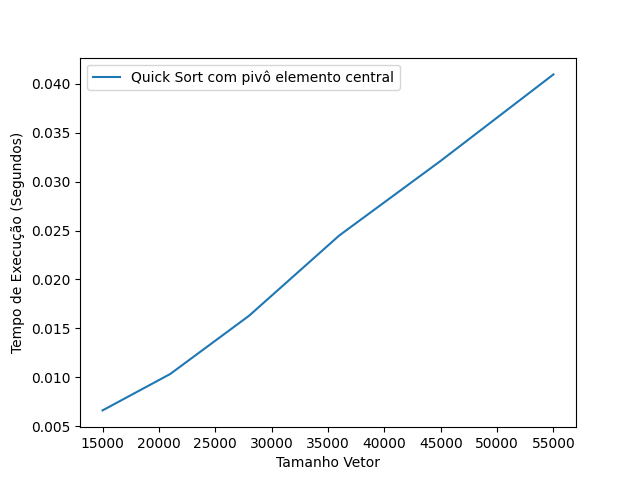 Quick Sort com pivô elemento central
Tempo de Execução (Segundos)
0.040
0.035
0.030
0.025
0.020
0.015
0.010
0.005
15000 20000 25000 30000 35000 40000 45000 50000 55000
Tamanho Vetor